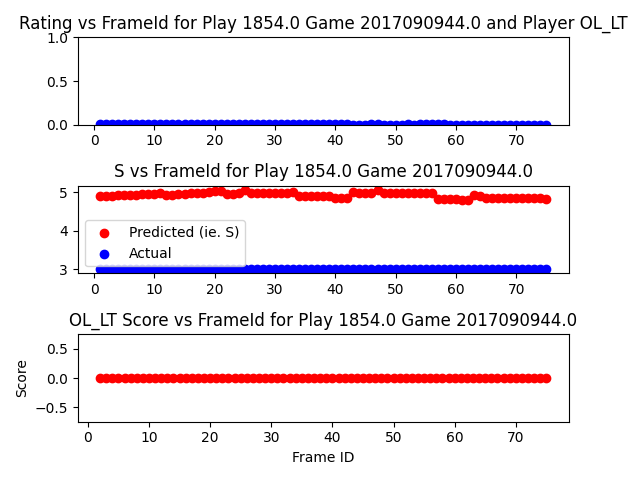 Rating vs FrameId for Play 1854.0 Game 2017090944.0 and Player OL_LT
1.0
0.5
0.0
0 10 20 30 40 50 60 70
S vs FrameId for Play 1854.0 Game 2017090944.0
5
4
3
Predicted (ie. S)
Actual
0 10 20 30 40 50 60 70
OL_LT Score vs FrameId for Play 1854.0 Game 2017090944.0
Score
0.5
0.0
−0.5
0 10 20 30 40 50 60 70
Frame ID